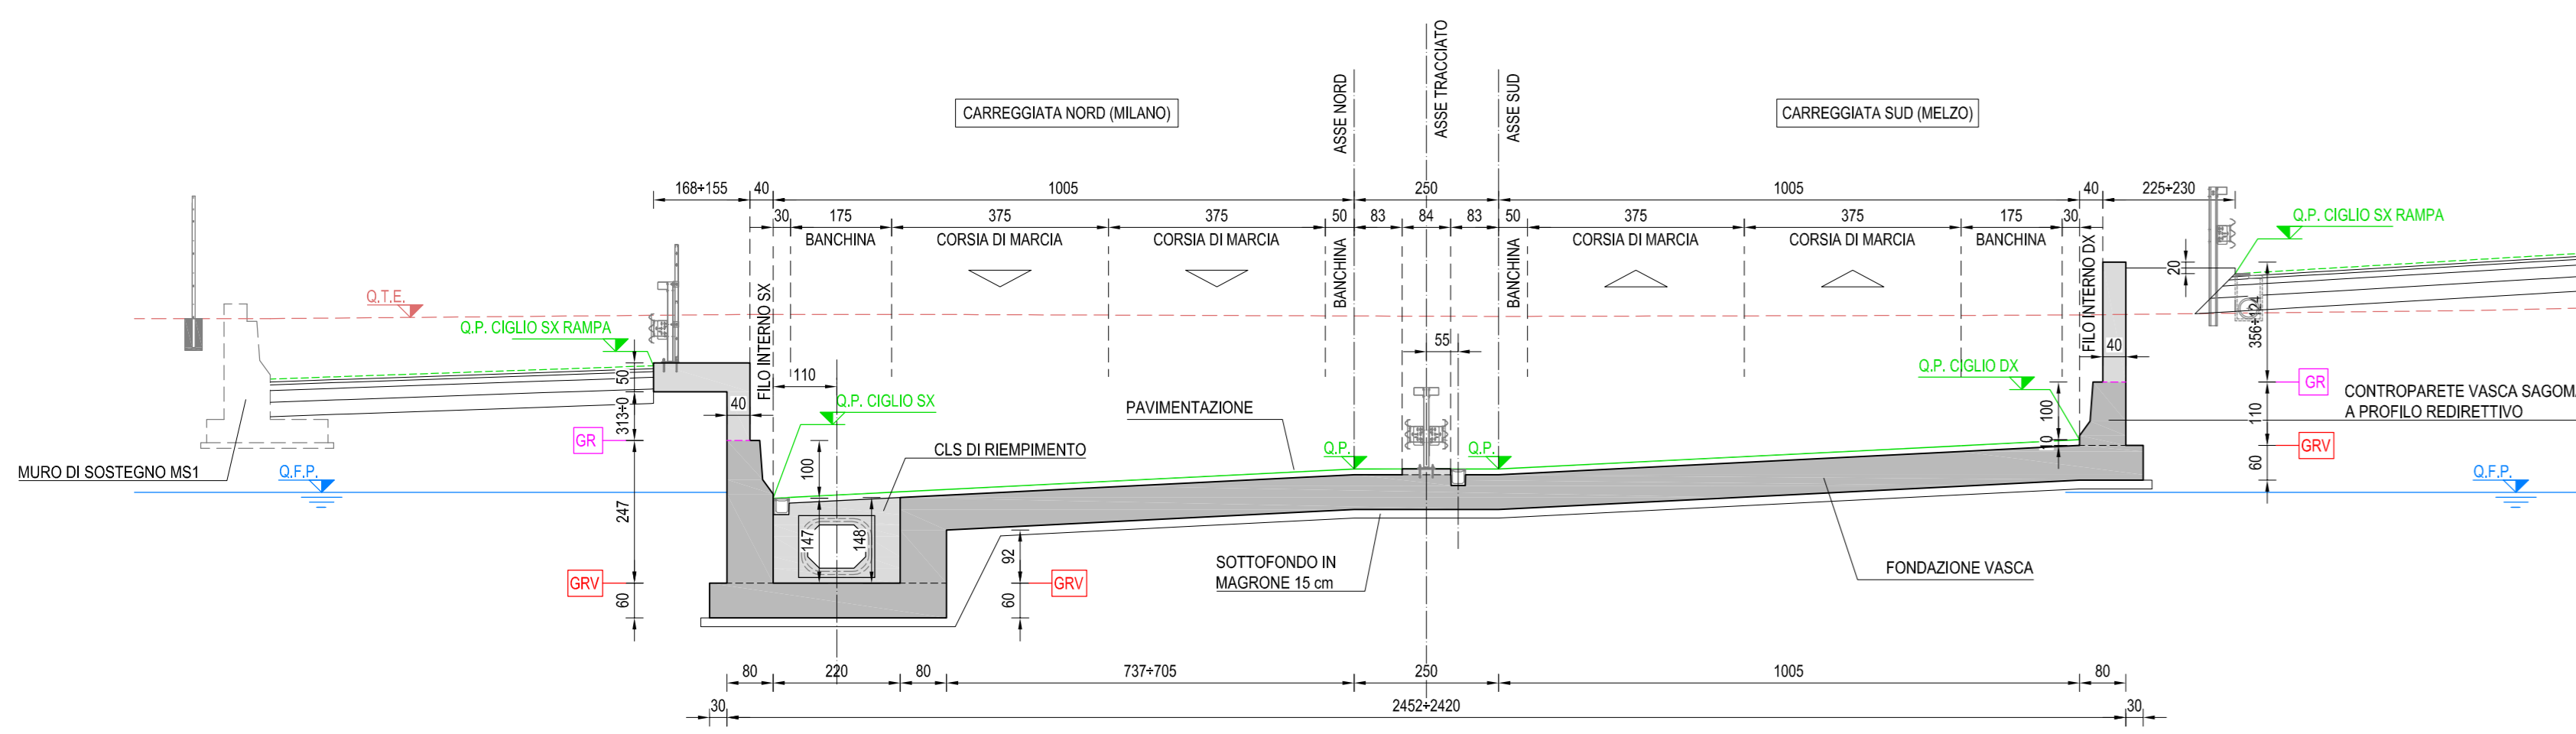 ASSE NORD
ASSE TRACCIATO
ASSE SUD
CARREGGIATA NORD (MILANO)
CARREGGIATA SUD (MELZO)
168÷155
40
1005
250
1005
40
225÷230
30
175
375
375
50
83
84
83
50
375
375
175
30
BANCHINA
CORSIA DI MARCIA
CORSIA DI MARCIA
BANCHINA
BANCHINA
CORSIA DI MARCIA
CORSIA DI MARCIA
BANCHINA
FILO INTERNO SX
FILO INTERNO DX
Q.P. CIGLIO SX RAMPA
20
Q.T.E.
Q.P. CIGLIO SX RAMPA
356÷124
55
40
110
50
Q.P. CIGLIO DX
GR
40
313÷0
Q.P. CIGLIO SX
PAVIMENTAZIONE
100
110
CONTROPARETE VASCA SAGOMA
A PROFILO REDIRETTIVO
GR
100
CLS DI RIEMPIMENTO
Q.P.
Q.P.
10
GRV
MURO DI SOSTEGNO MS1
Q.F.P.
60
Q.F.P.
247
147
148
92
SOTTOFONDO IN
MAGRONE 15 cm
FONDAZIONE VASCA
GRV
60
60
GRV
80
220
80
737÷705
250
1005
80
30
2452÷2420
30